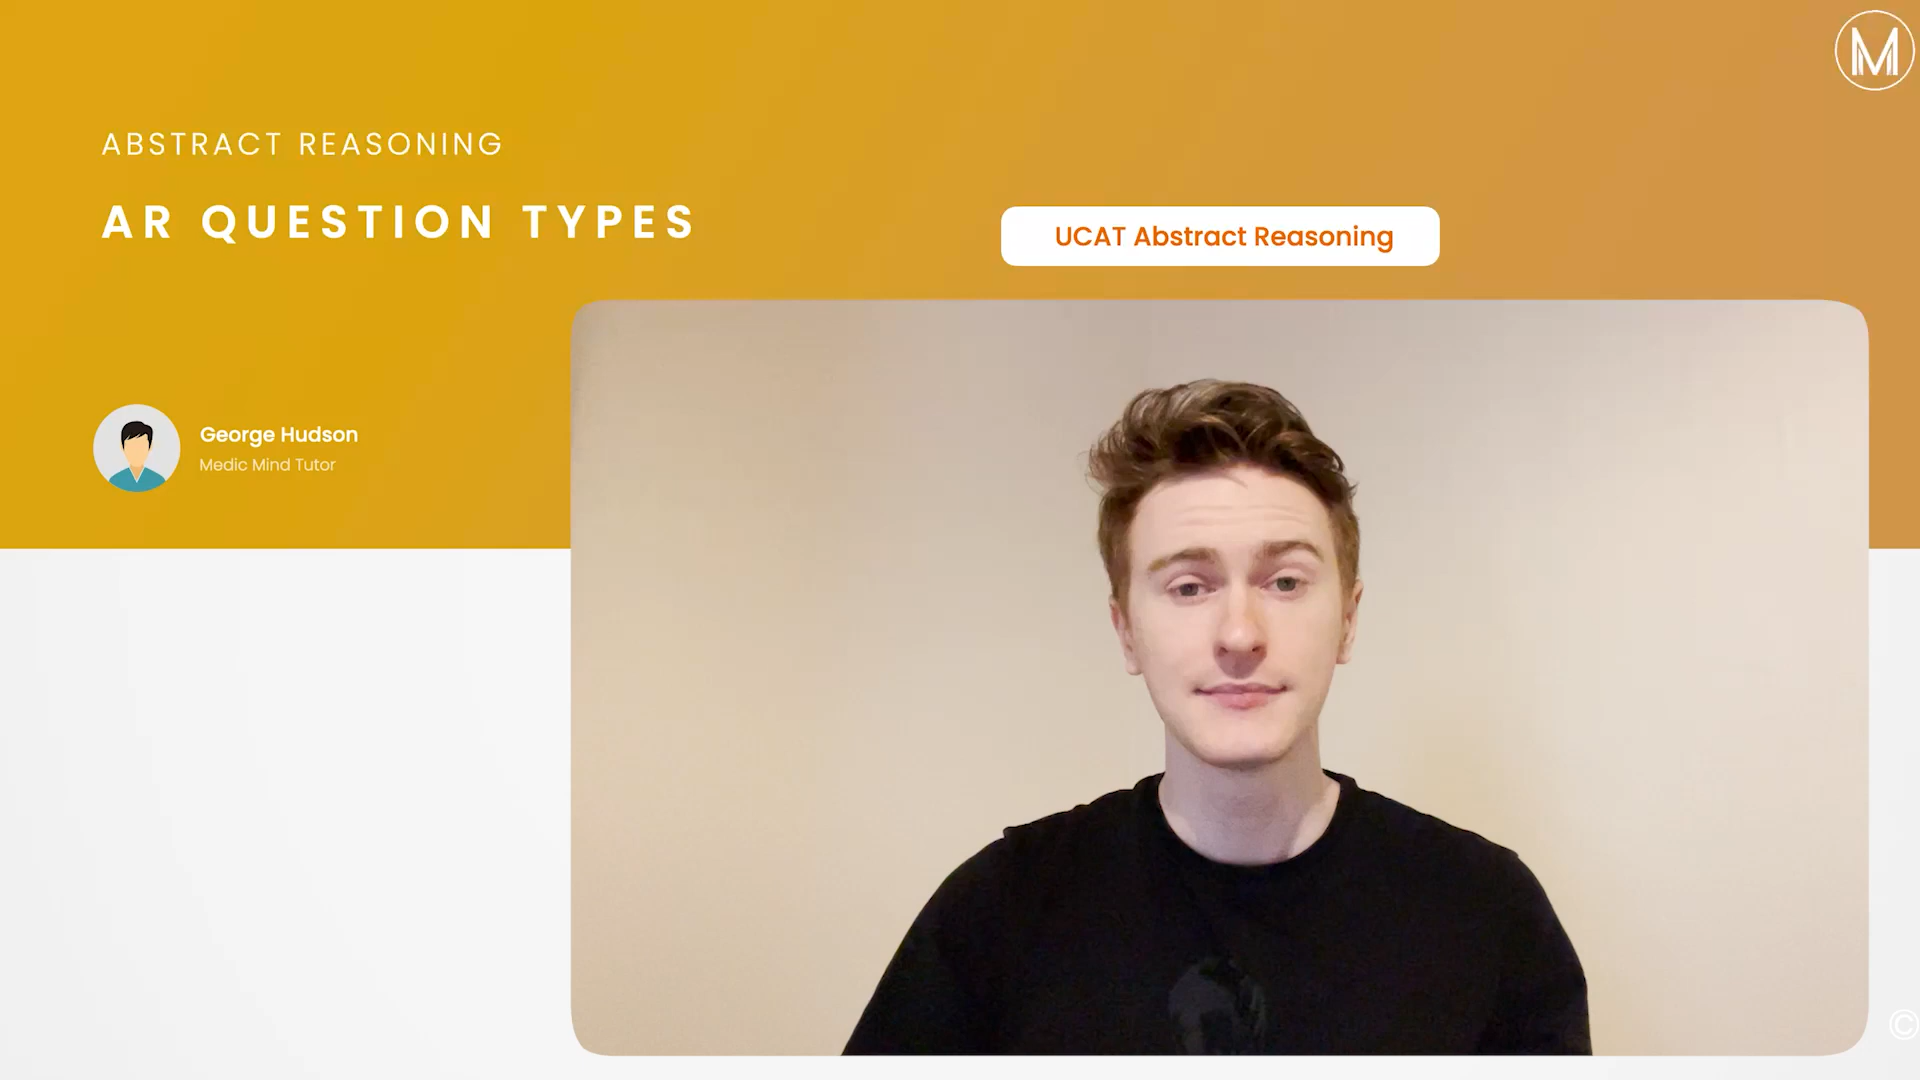 ABSTRACT REASONING
AR QUESTION TYPES
UCAT Abstract Reasoning
George Hudson
Medic Mind Tutor
M
©